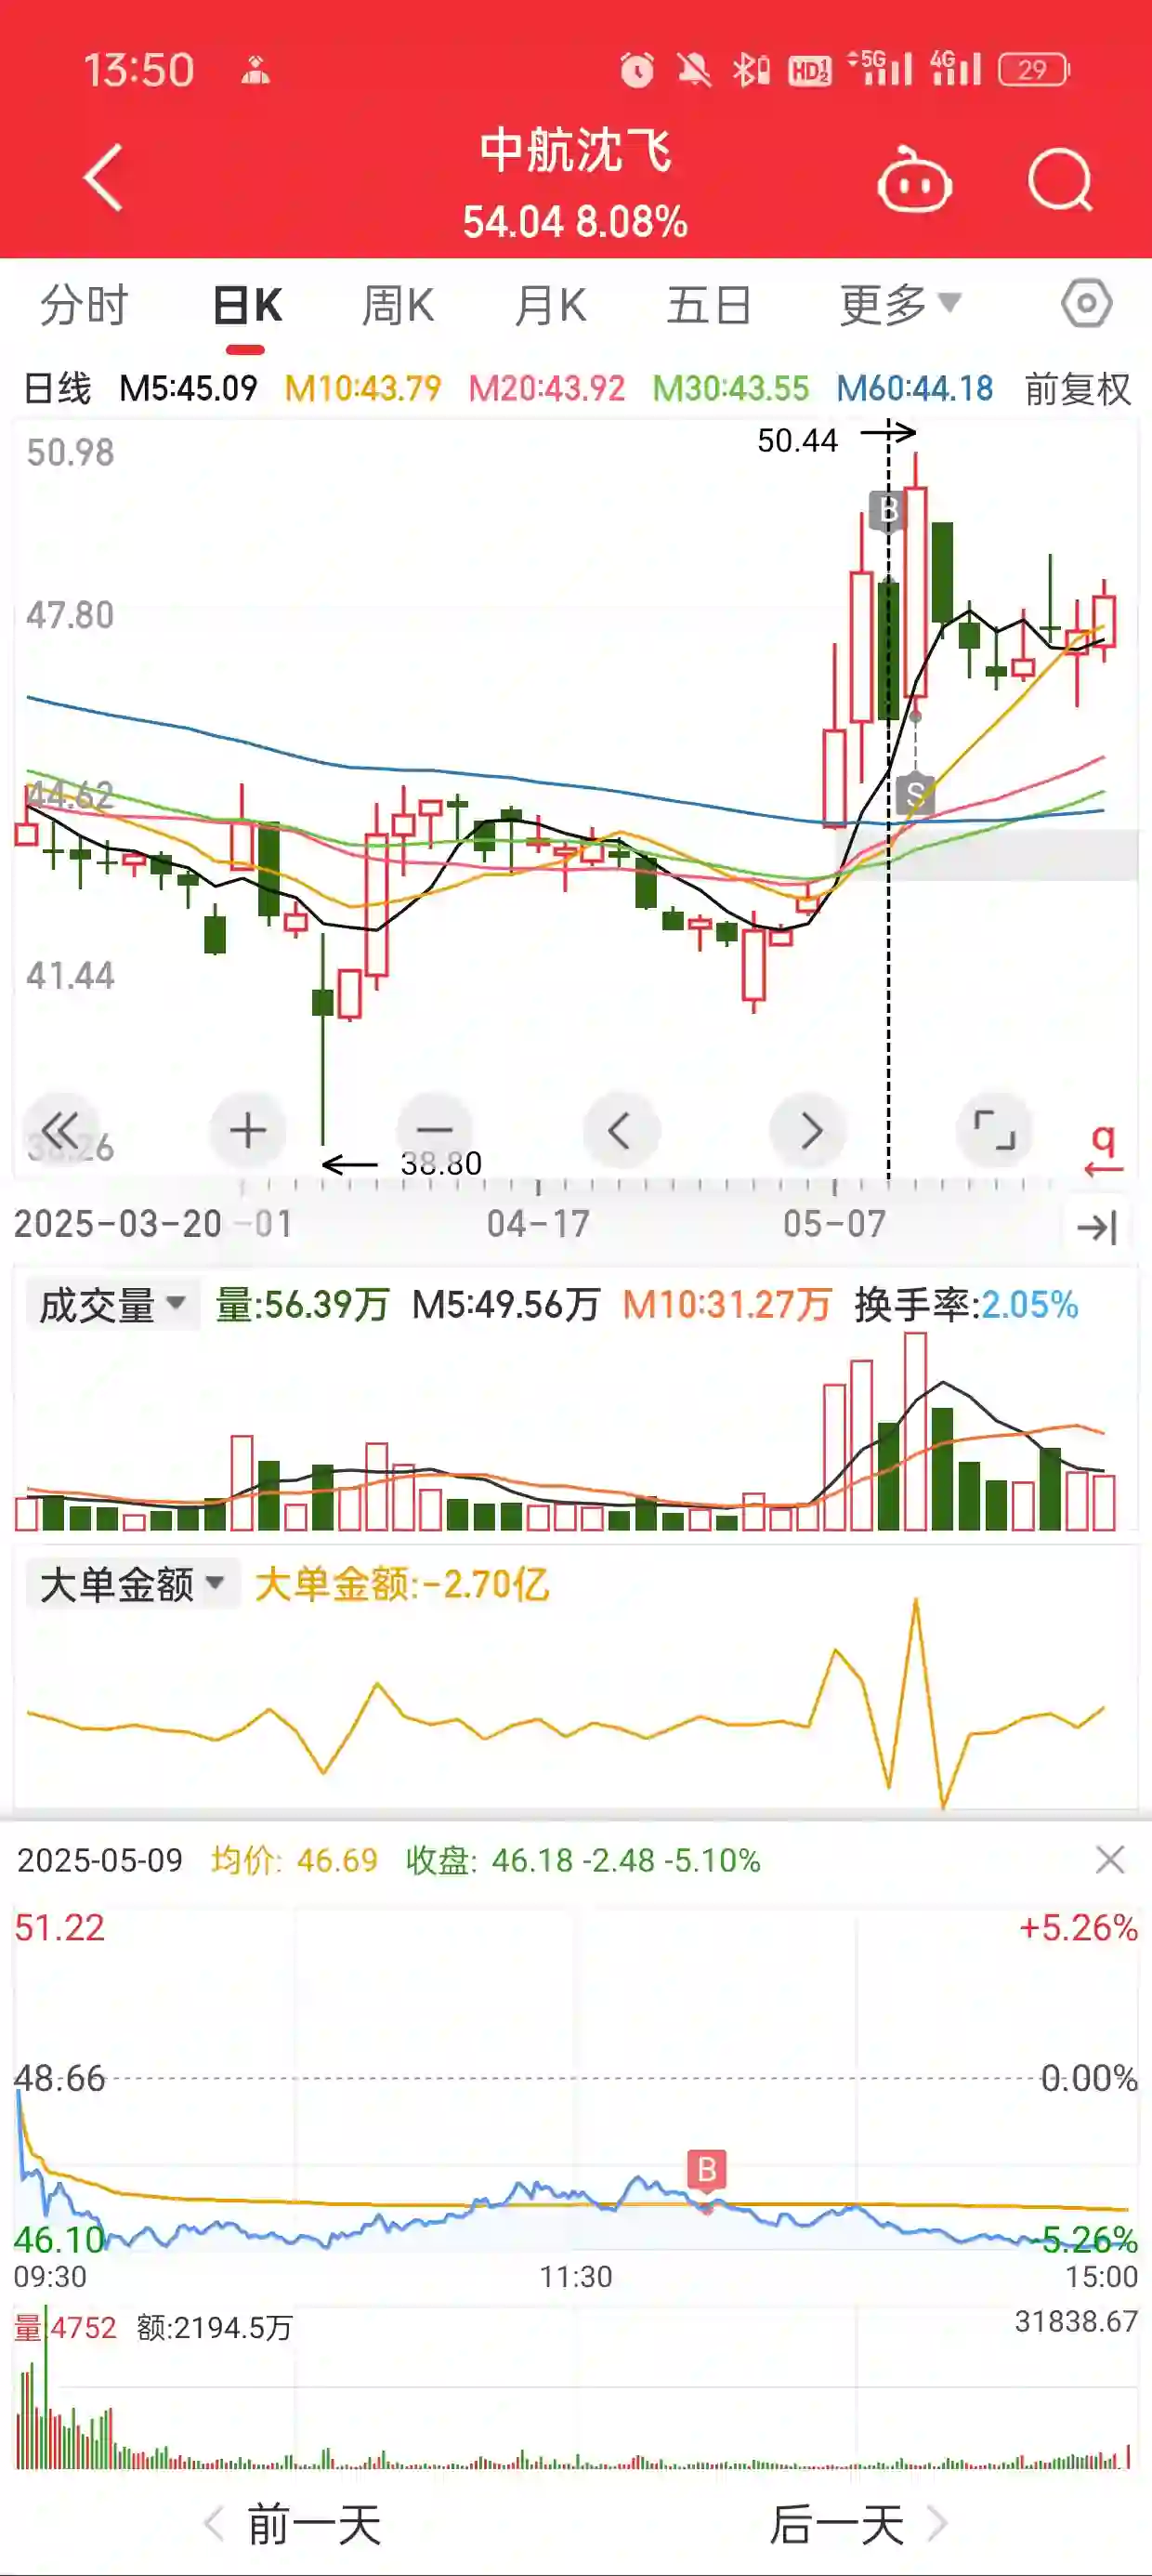 13:50 HD1 2 5G 4G 29
中航沈飞
54.04 8.08%
分时 日K 周K 月K 五日 更多
日线 M5:45.09 M10:43.79 M20:43.92 M30:43.55 M60:44.18 前复权
50.98
50.44
B
47.80
44.62
S
41.44
38.80
q
2025-03-20 -01 04-17 05-07
成交量 量:56.39万 M5:49.56万 M10:31.27万 换手率:2.05%
大单金额 大单金额:-2.70亿
2025-05-09 均价: 46.69 收盘: 46.18 -2.48 -5.10%
51.22 +5.26%
48.66 0.00%
B
46.10 -5.26%
09:30 11:30 15:00
量:4752 额:2194.5万 31838.67
前一天 后一天